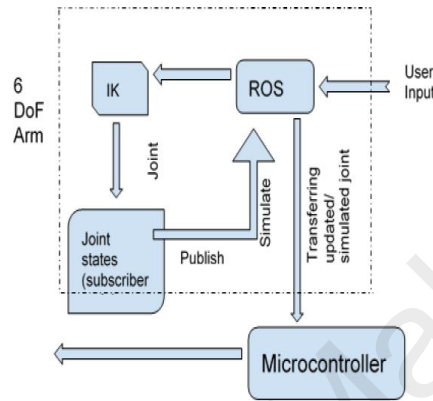 6
DoF
Arm
IK
ROS
User
Input
Joint
Joint
states
(subscriber
Publish
Simulate
Transferring
updated/
simulated joint
Microcontroller